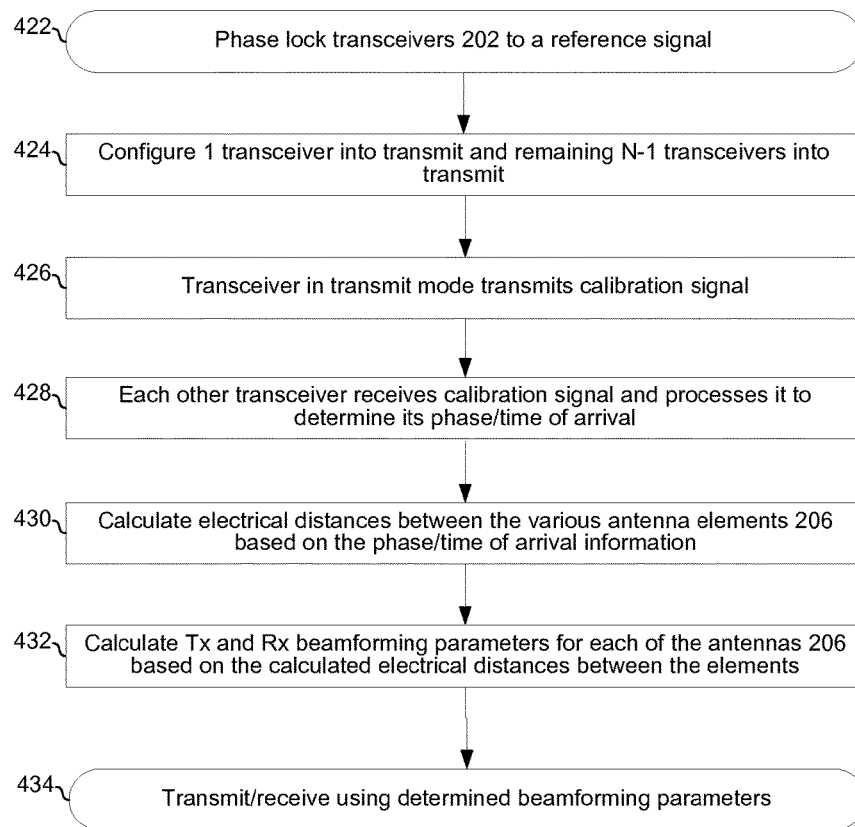 422
Phase lock transceivers 202 to a reference signal
424
Configure 1 transceiver into transmit and remaining N-1 transceivers into
transmit
426
Transceiver in transmit mode transmits calibration signal
428
Each other transceiver receives calibration signal and processes it to
determine its phase/time of arrival
430
Calculate electrical distances between the various antenna elements 206
based on the phase/time of arrival information
432
Calculate Tx and Rx beamforming parameters for each of the antennas 206
based on the calculated electrical distances between the elements
434
Transmit/receive using determined beamforming parameters